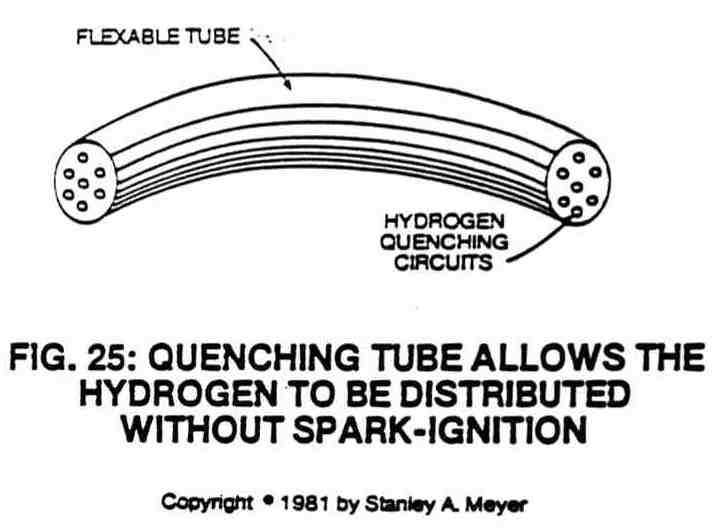 FLEXABLE TUBE
HYDROGEN
QUENCHING
CIRCUITS
FIG. 25: QUENCHING TUBE ALLOWS THE
HYDROGEN TO BE DISTRIBUTED
WITHOUT SPARK-IGNITION
Copyright • 1981 by Stanley A. Meyer